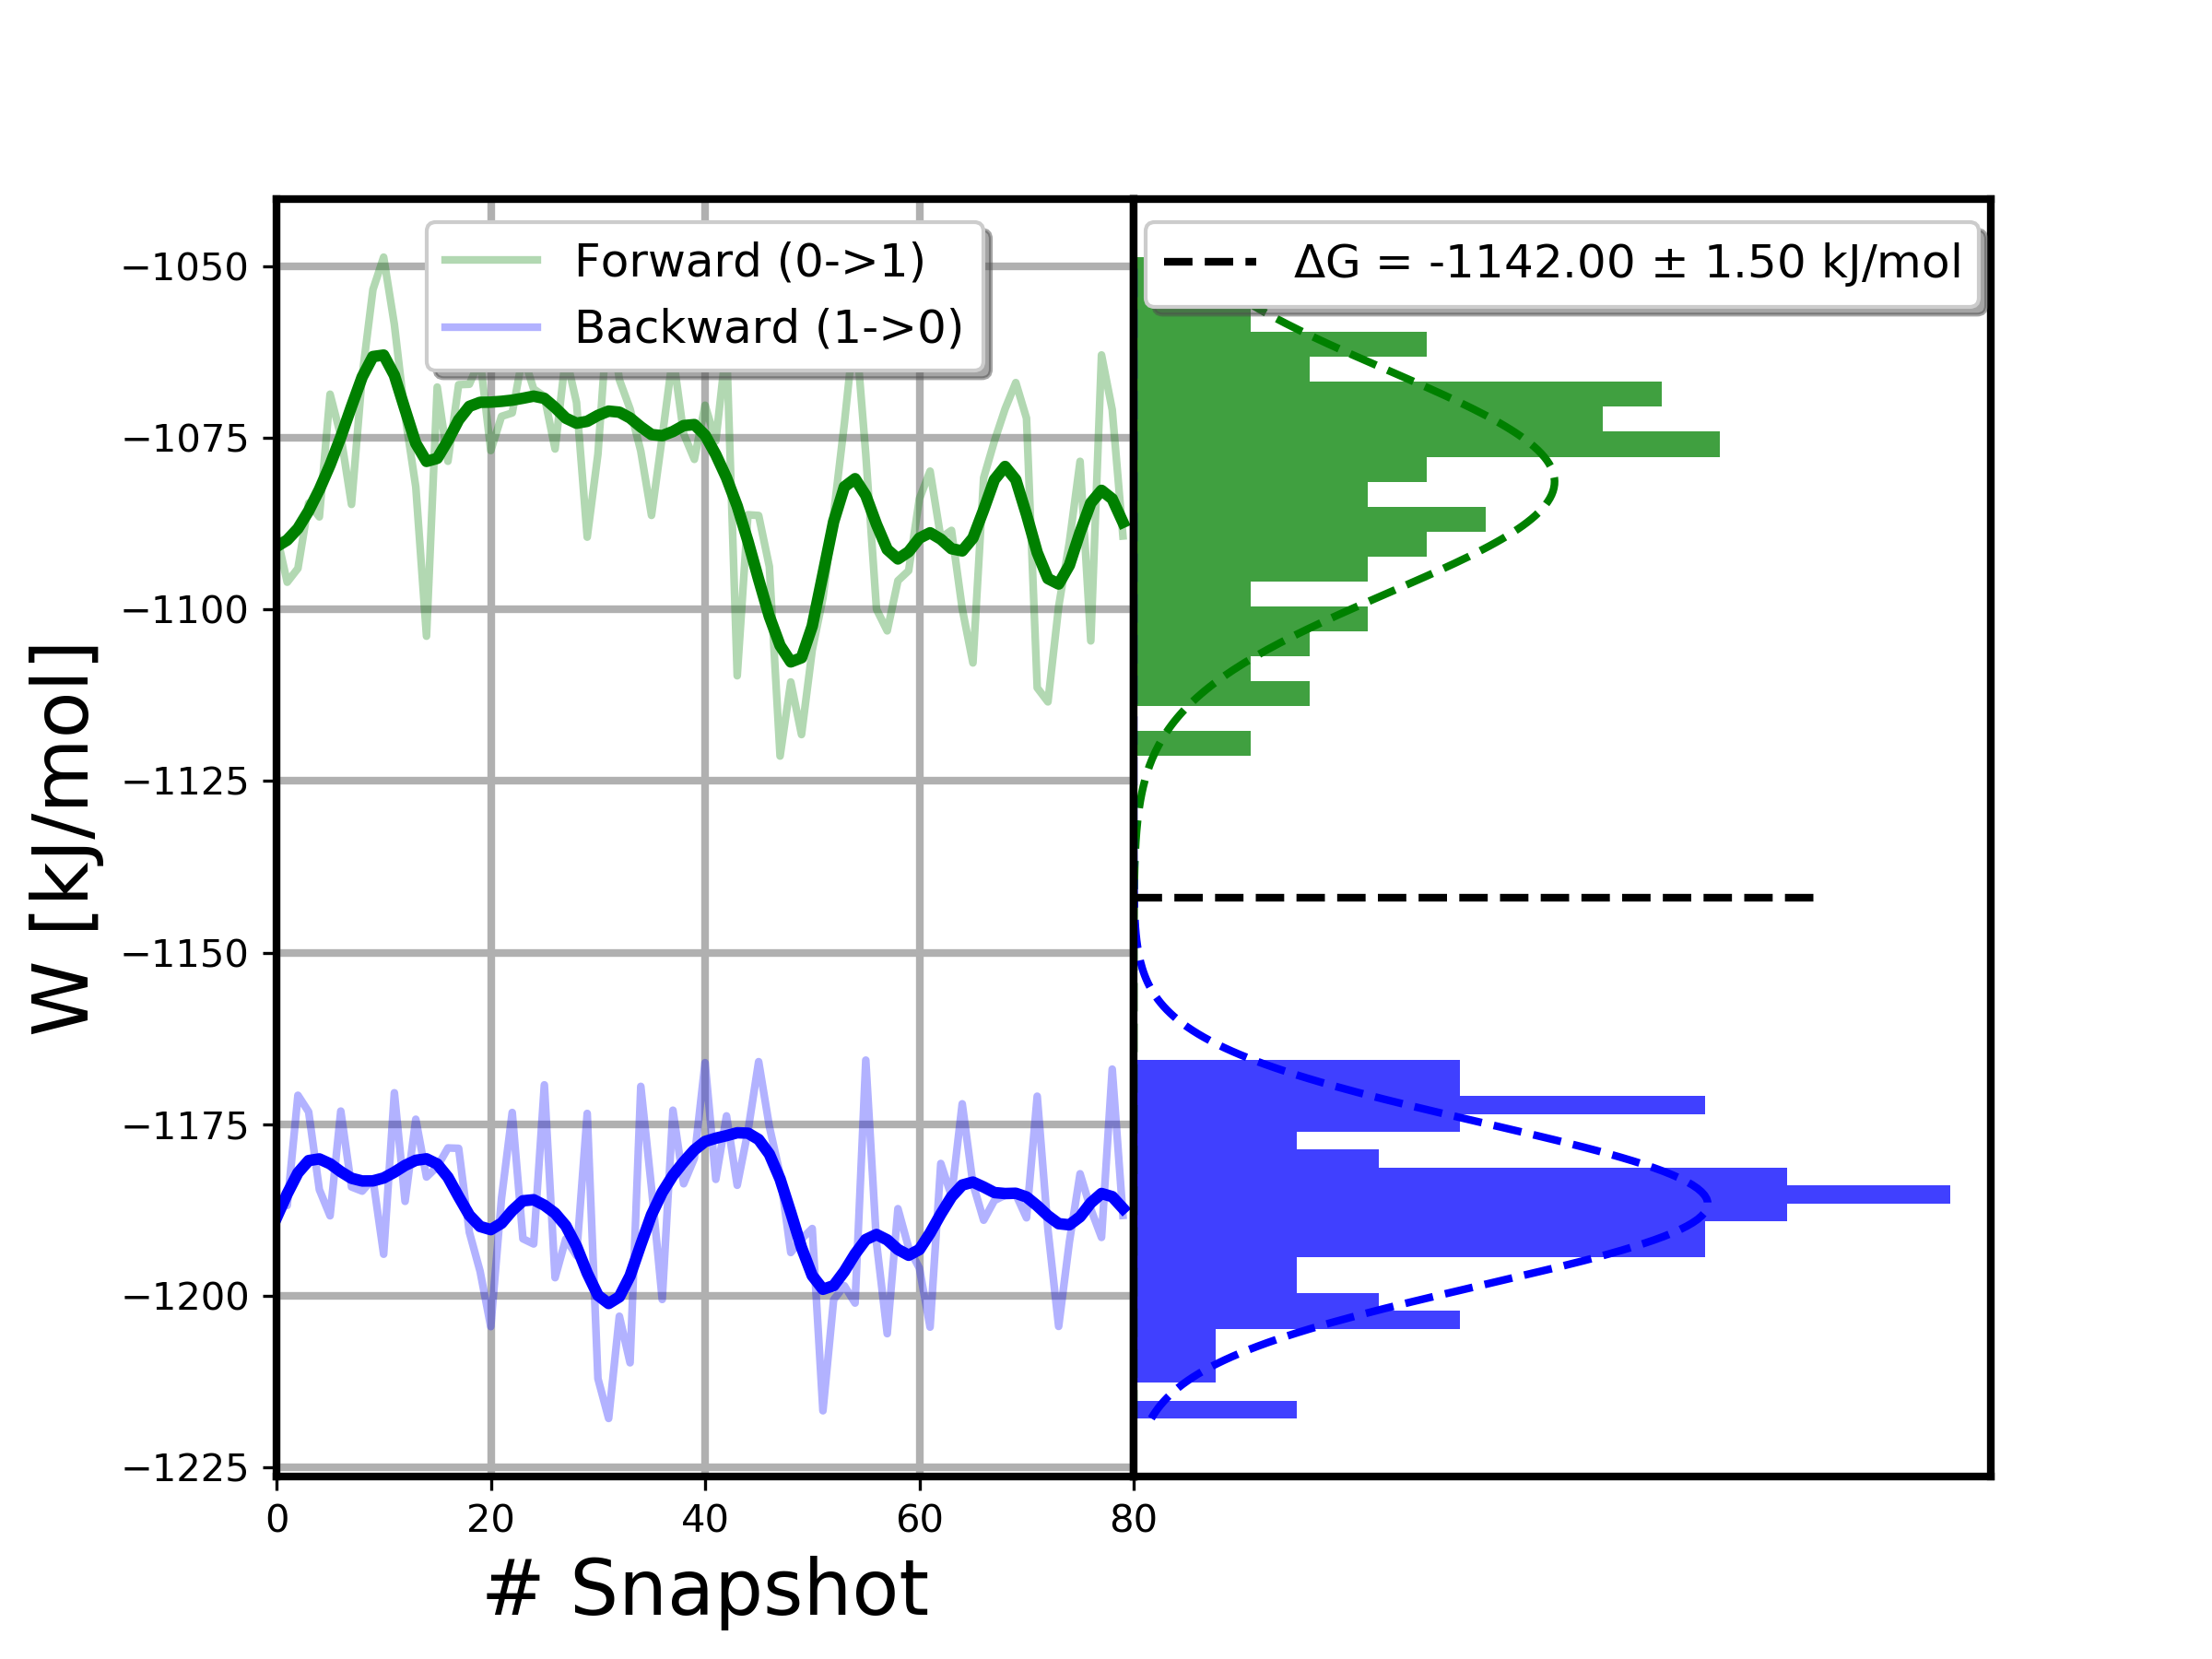 Forward (0->1)
Backward (1->0)
ΔG = -1142.00 ± 1.50 kJ/mol
W [kJ/mol]
−1050
−1075
−1100
−1125
−1150
−1175
−1200
−1225
0 20 40 60 80
# Snapshot